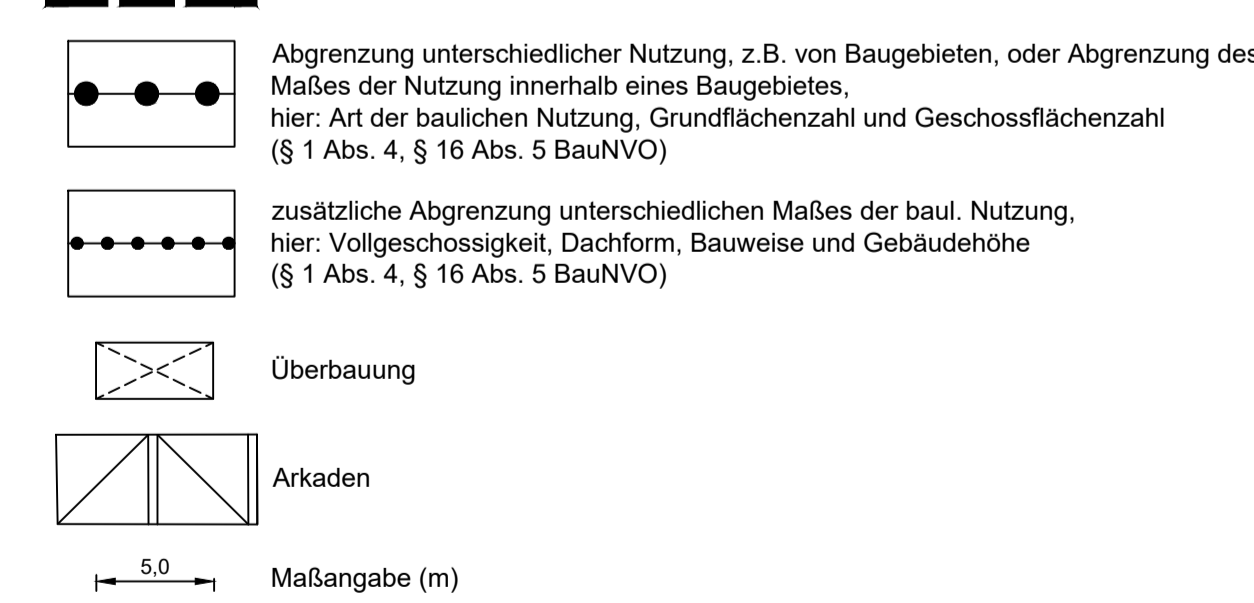 Abgrenzung unterschiedlicher Nutzung, z.B. von Baugebieten, oder Abgrenzung des
Maßes der Nutzung innerhalb eines Baugebietes,
hier: Art der baulichen Nutzung, Grundflächenzahl und Geschossflächenzahl
(§ 1 Abs. 4, § 16 Abs. 5 BauNVO)
zusätzliche Abgrenzung unterschiedlichen Maßes der baul. Nutzung,
hier: Vollgeschossigkeit, Dachform, Bauweise und Gebäudehöhe
(§ 1 Abs. 4, § 16 Abs. 5 BauNVO)
Überbauung
Arkaden
5,0
Maßangabe (m)